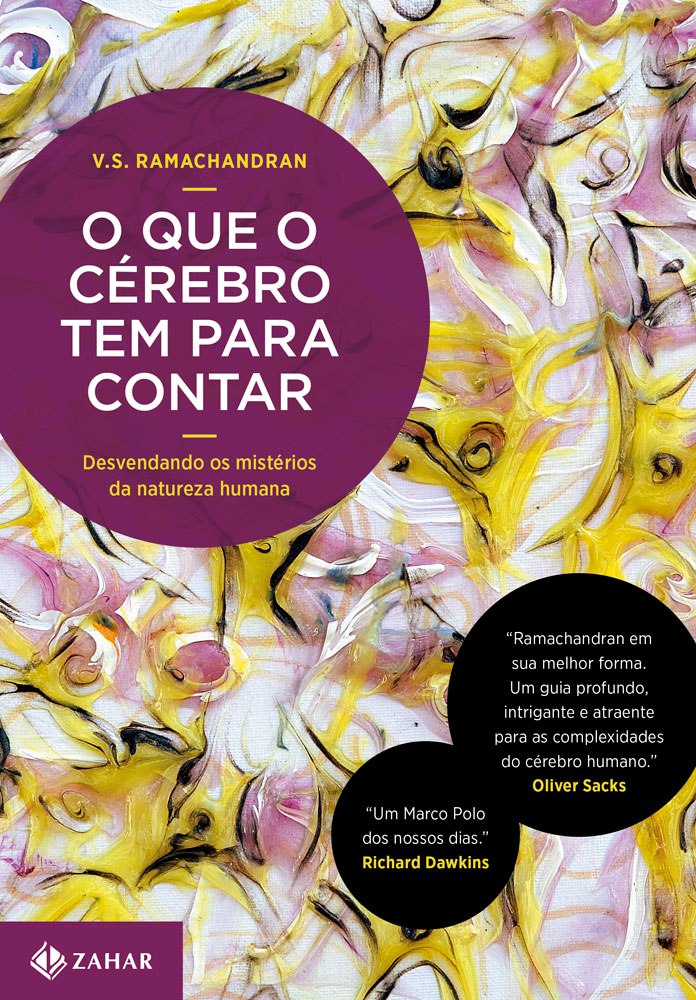 V.S. RAMACHANDRAN
O QUE O
CÉREBRO
TEM PARA
CONTAR
Desvendando os mistérios
da natureza humana
“Ramachandran em
sua melhor forma.
Um guia profundo,
intrigante e atraente
para as complexidades
do cérebro humano.”
Oliver Sacks
“Um Marco Polo
dos nossos dias.”
Richard Dawkins
ZAHAR